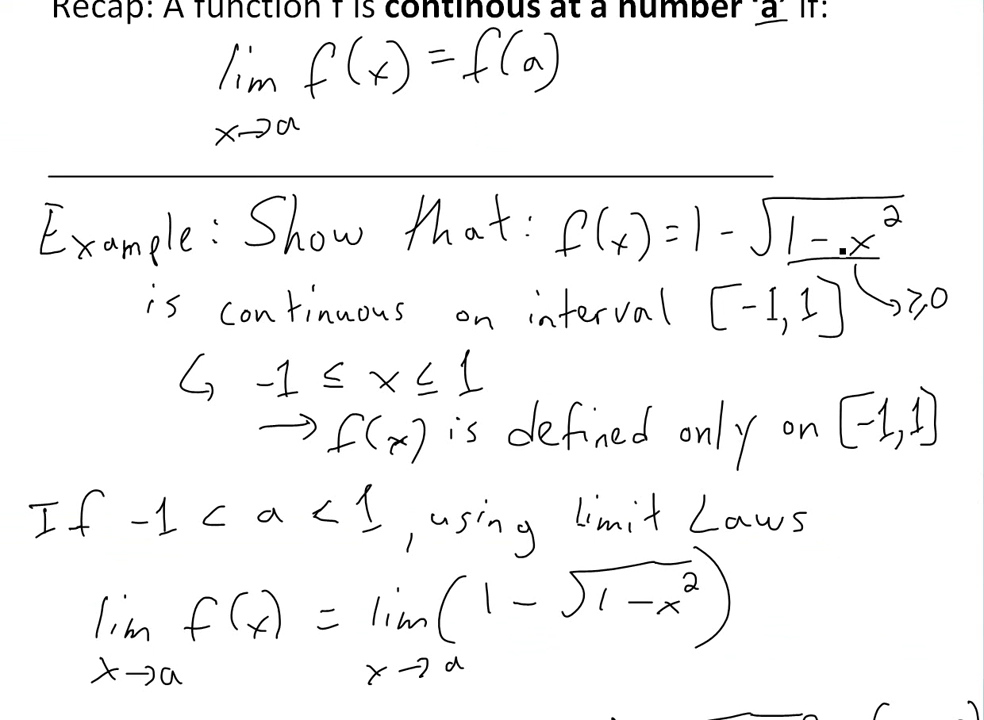 Recap: A function f is continous at a number 'a' if:
lim f(x) = f(a)
x→a
Example: Show that: f(x) = 1 - √1 - x²
is continuous on interval [-1, 1] ↳ ≥0
↳ -1 ≤ x ≤ 1
→ f(x) is defined only on [-1,1]
If -1 < a < 1, using limit Laws
lim f(x) = lim (1 - √1 - x²)
x→a x→a